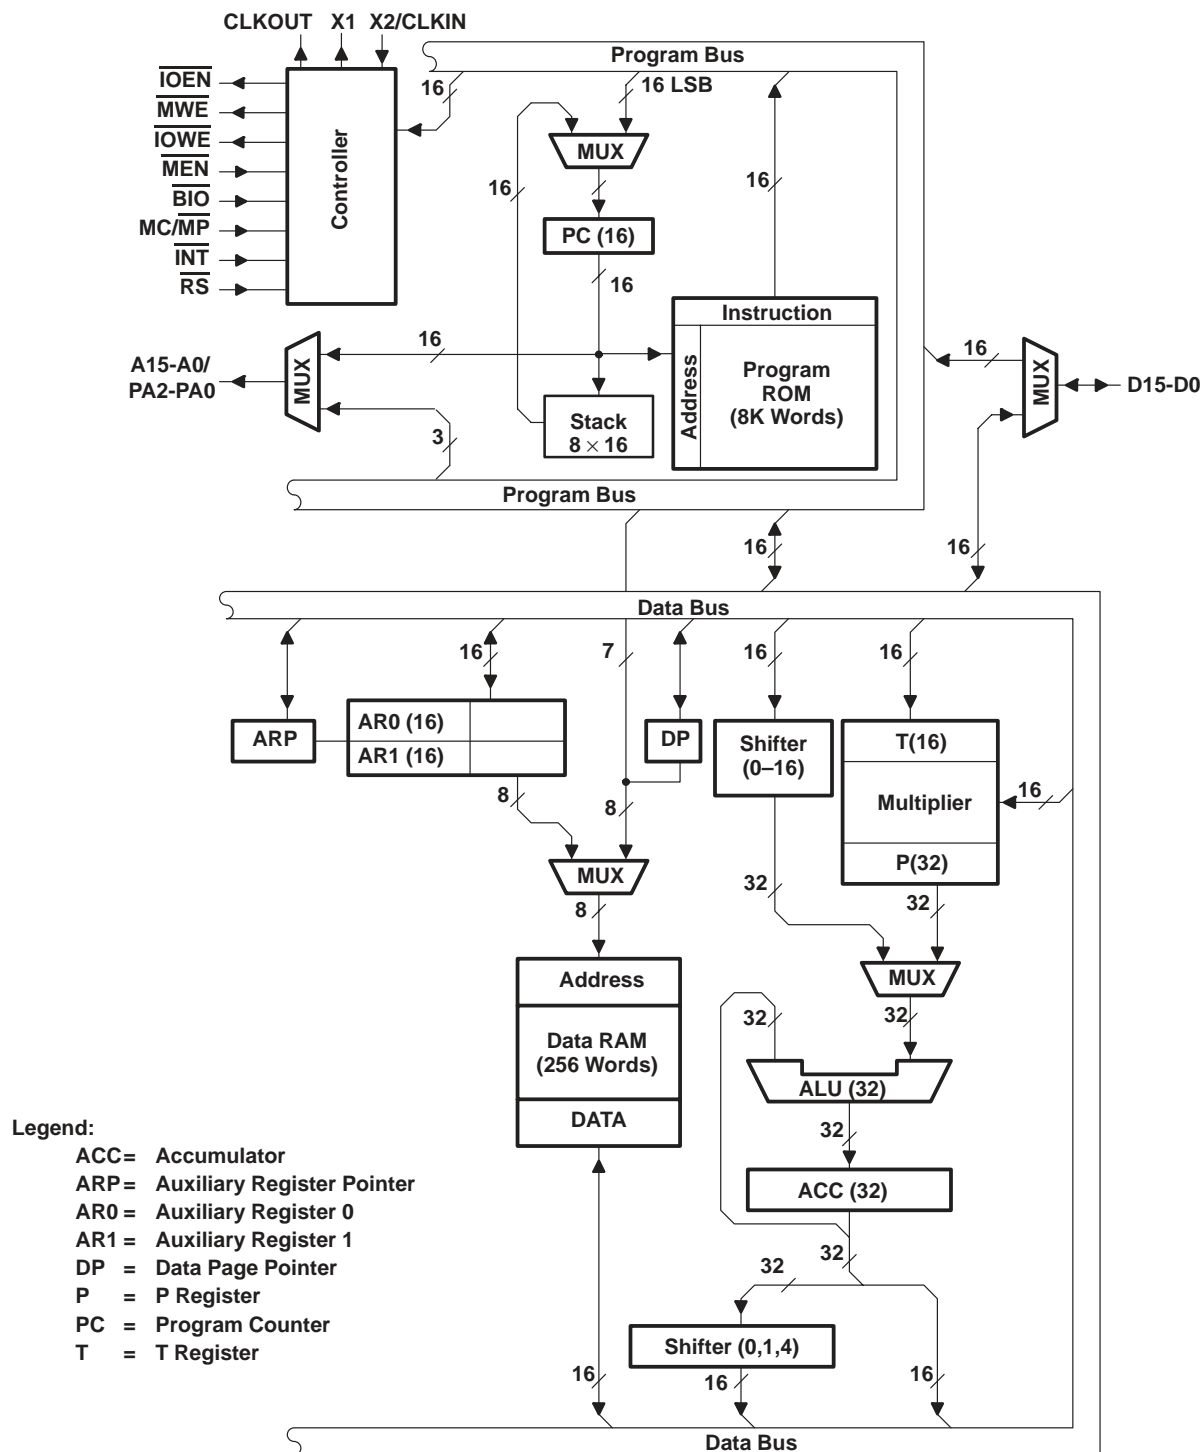 CLKOUT X1 X2/CLKIN
Program Bus
IOEN
MWE
IOWE
MEN
BIO
MC/MP
INT
RS
Controller
16
16 LSB
MUX
16
16
PC (16)
16
Instruction
Address
Program
ROM
(8K Words)
A15-A0/
PA2-PA0
MUX
16
3
Stack
8 × 16
16
MUX
D15-D0
Program Bus
16
16
Data Bus
16
7
16
16
ARP
AR0 (16)
AR1 (16)
DP
Shifter
(0–16)
T(16)
Multiplier
P(32)
16
8
8
MUX
32
32
8
MUX
Address
Data RAM
(256 Words)
DATA
32
32
ALU (32)
32
ACC (32)
32
32
Shifter (0,1,4)
16
16
16
Data Bus
Legend:
ACC = Accumulator
ARP = Auxiliary Register Pointer
AR0 = Auxiliary Register 0
AR1 = Auxiliary Register 1
DP = Data Page Pointer
P = P Register
PC = Program Counter
T = T Register